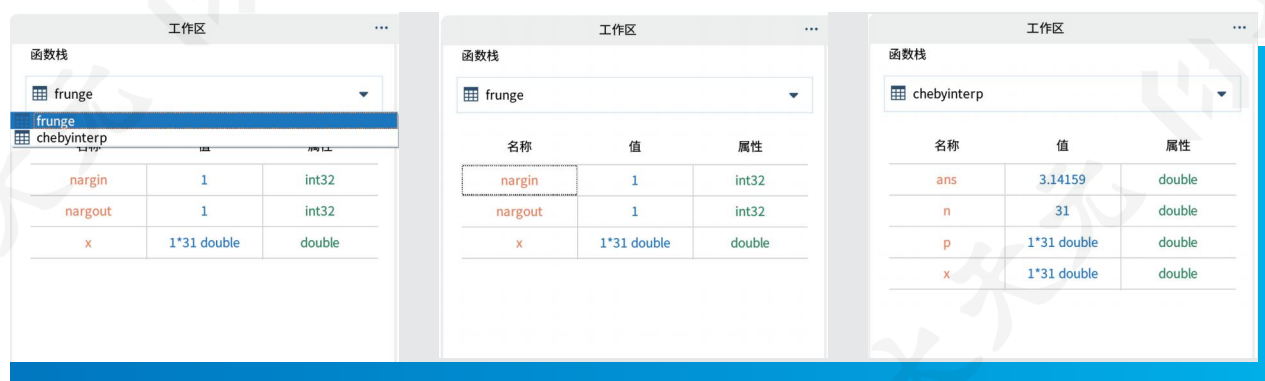 工作区 ...
函数栈
frunge
frunge
chebyinterp
名称 值 属性
nargin 1 int32
nargout 1 int32
x 1*31 double double
工作区 ...
函数栈
frunge
名称 值 属性
nargin 1 int32
nargout 1 int32
x 1*31 double double
工作区 ...
函数栈
chebyinterp
名称 值 属性
ans 3.14159 double
n 31 double
p 1*31 double double
x 1*31 double double